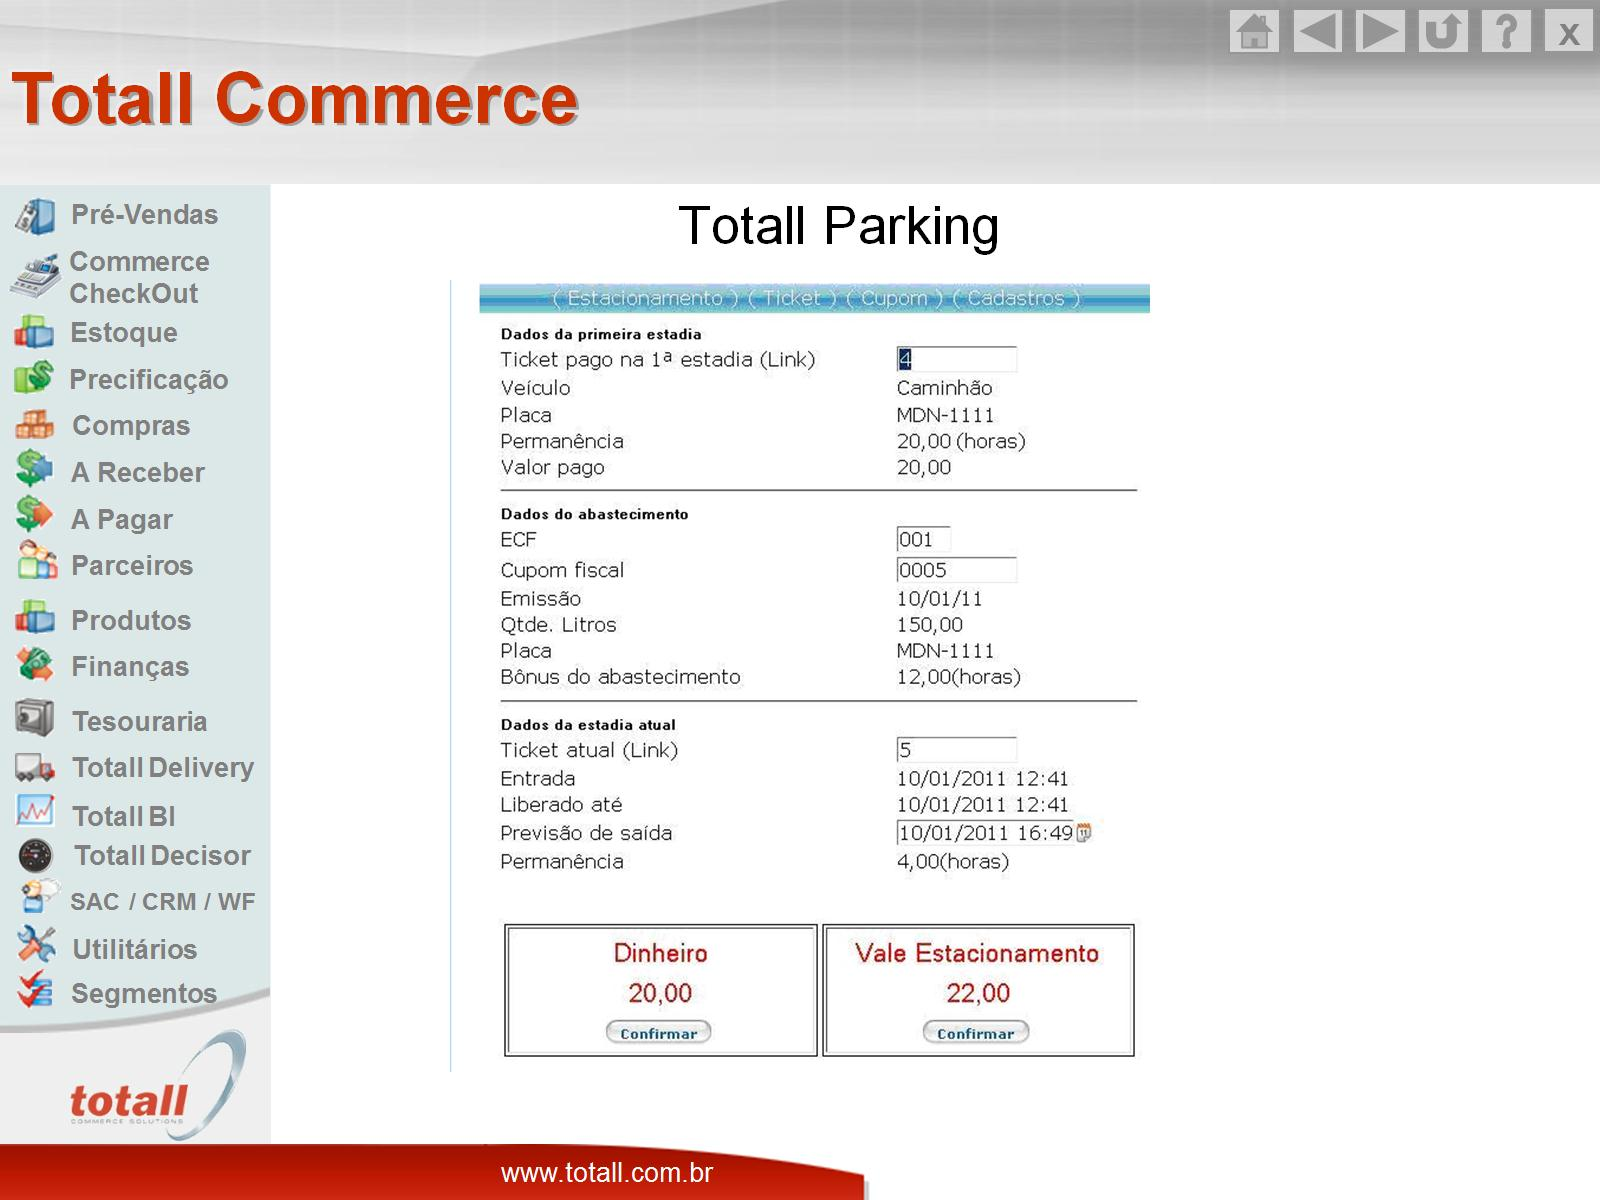 ? x
Totall Commerce
Pré-Vendas
Commerce
CheckOut
Estoque
Precificação
Compras
A Receber
A Pagar
Parceiros
Produtos
Finanças
Tesouraria
Totall Delivery
Totall BI
Totall Decisor
SAC / CRM / WF
Utilitários
Segmentos
totall
COMMERCE SOLUTIONS
Totall Parking
( Estacionamento ) ( Ticket ) ( Cupom ) ( Cadastros )
Dados da primeira estadia
Ticket pago na 1ª estadia (Link) 4
Veículo Caminhão
Placa MDN-1111
Permanência 20,00 (horas)
Valor pago 20,00
Dados do abastecimento
ECF 001
Cupom fiscal 0005
Emissão 10/01/11
Qtde. Litros 150,00
Placa MDN-1111
Bônus do abastecimento 12,00(horas)
Dados da estadia atual
Ticket atual (Link) 5
Entrada 10/01/2011 12:41
Liberado até 10/01/2011 12:41
Previsão de saída 10/01/2011 16:49
Permanência 4,00(horas)
Dinheiro Vale Estacionamento
20,00 22,00
Confirmar Confirmar
www.totall.com.br